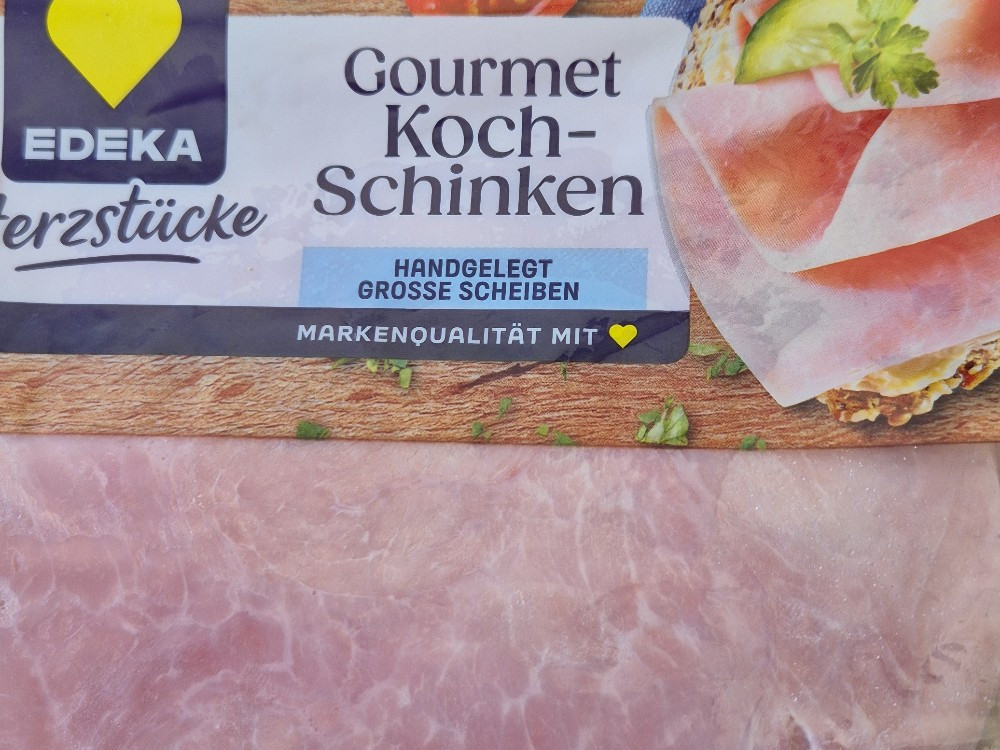 EDEKA
erzstücke
Gourmet
Koch-
Schinken
HANDGELEGT
GROSSE SCHEIBEN
MARKENQUALITÄT MIT